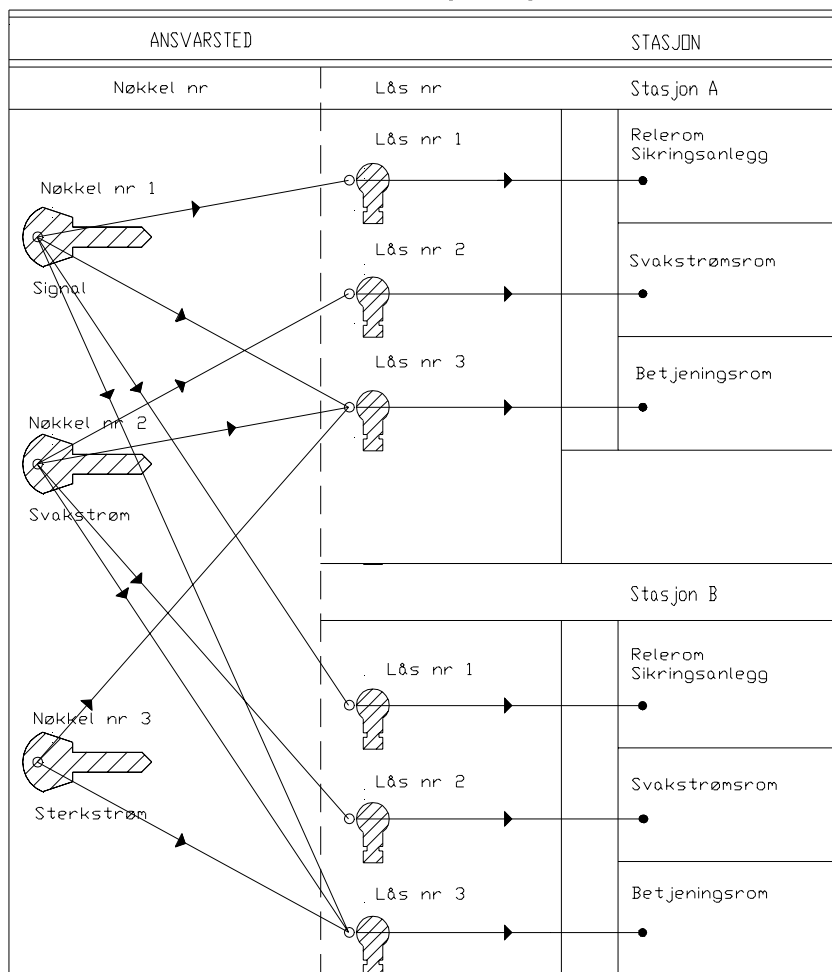 ANSVARSTED STASJON
Nøkkel nr Lås nr Stasjon A
Lås nr 1 Relerom
Sikringsanlegg
Nøkkel nr 1
Signal
Lås nr 2 Svakstrømsrom
Lås nr 3 Betjeningsrom
Nøkkel nr 2
Svakstrøm
Stasjon B
Lås nr 1 Relerom
Sikringsanlegg
Nøkkel nr 3
Sterkstrøm
Lås nr 2 Svakstrømsrom
Lås nr 3 Betjeningsrom